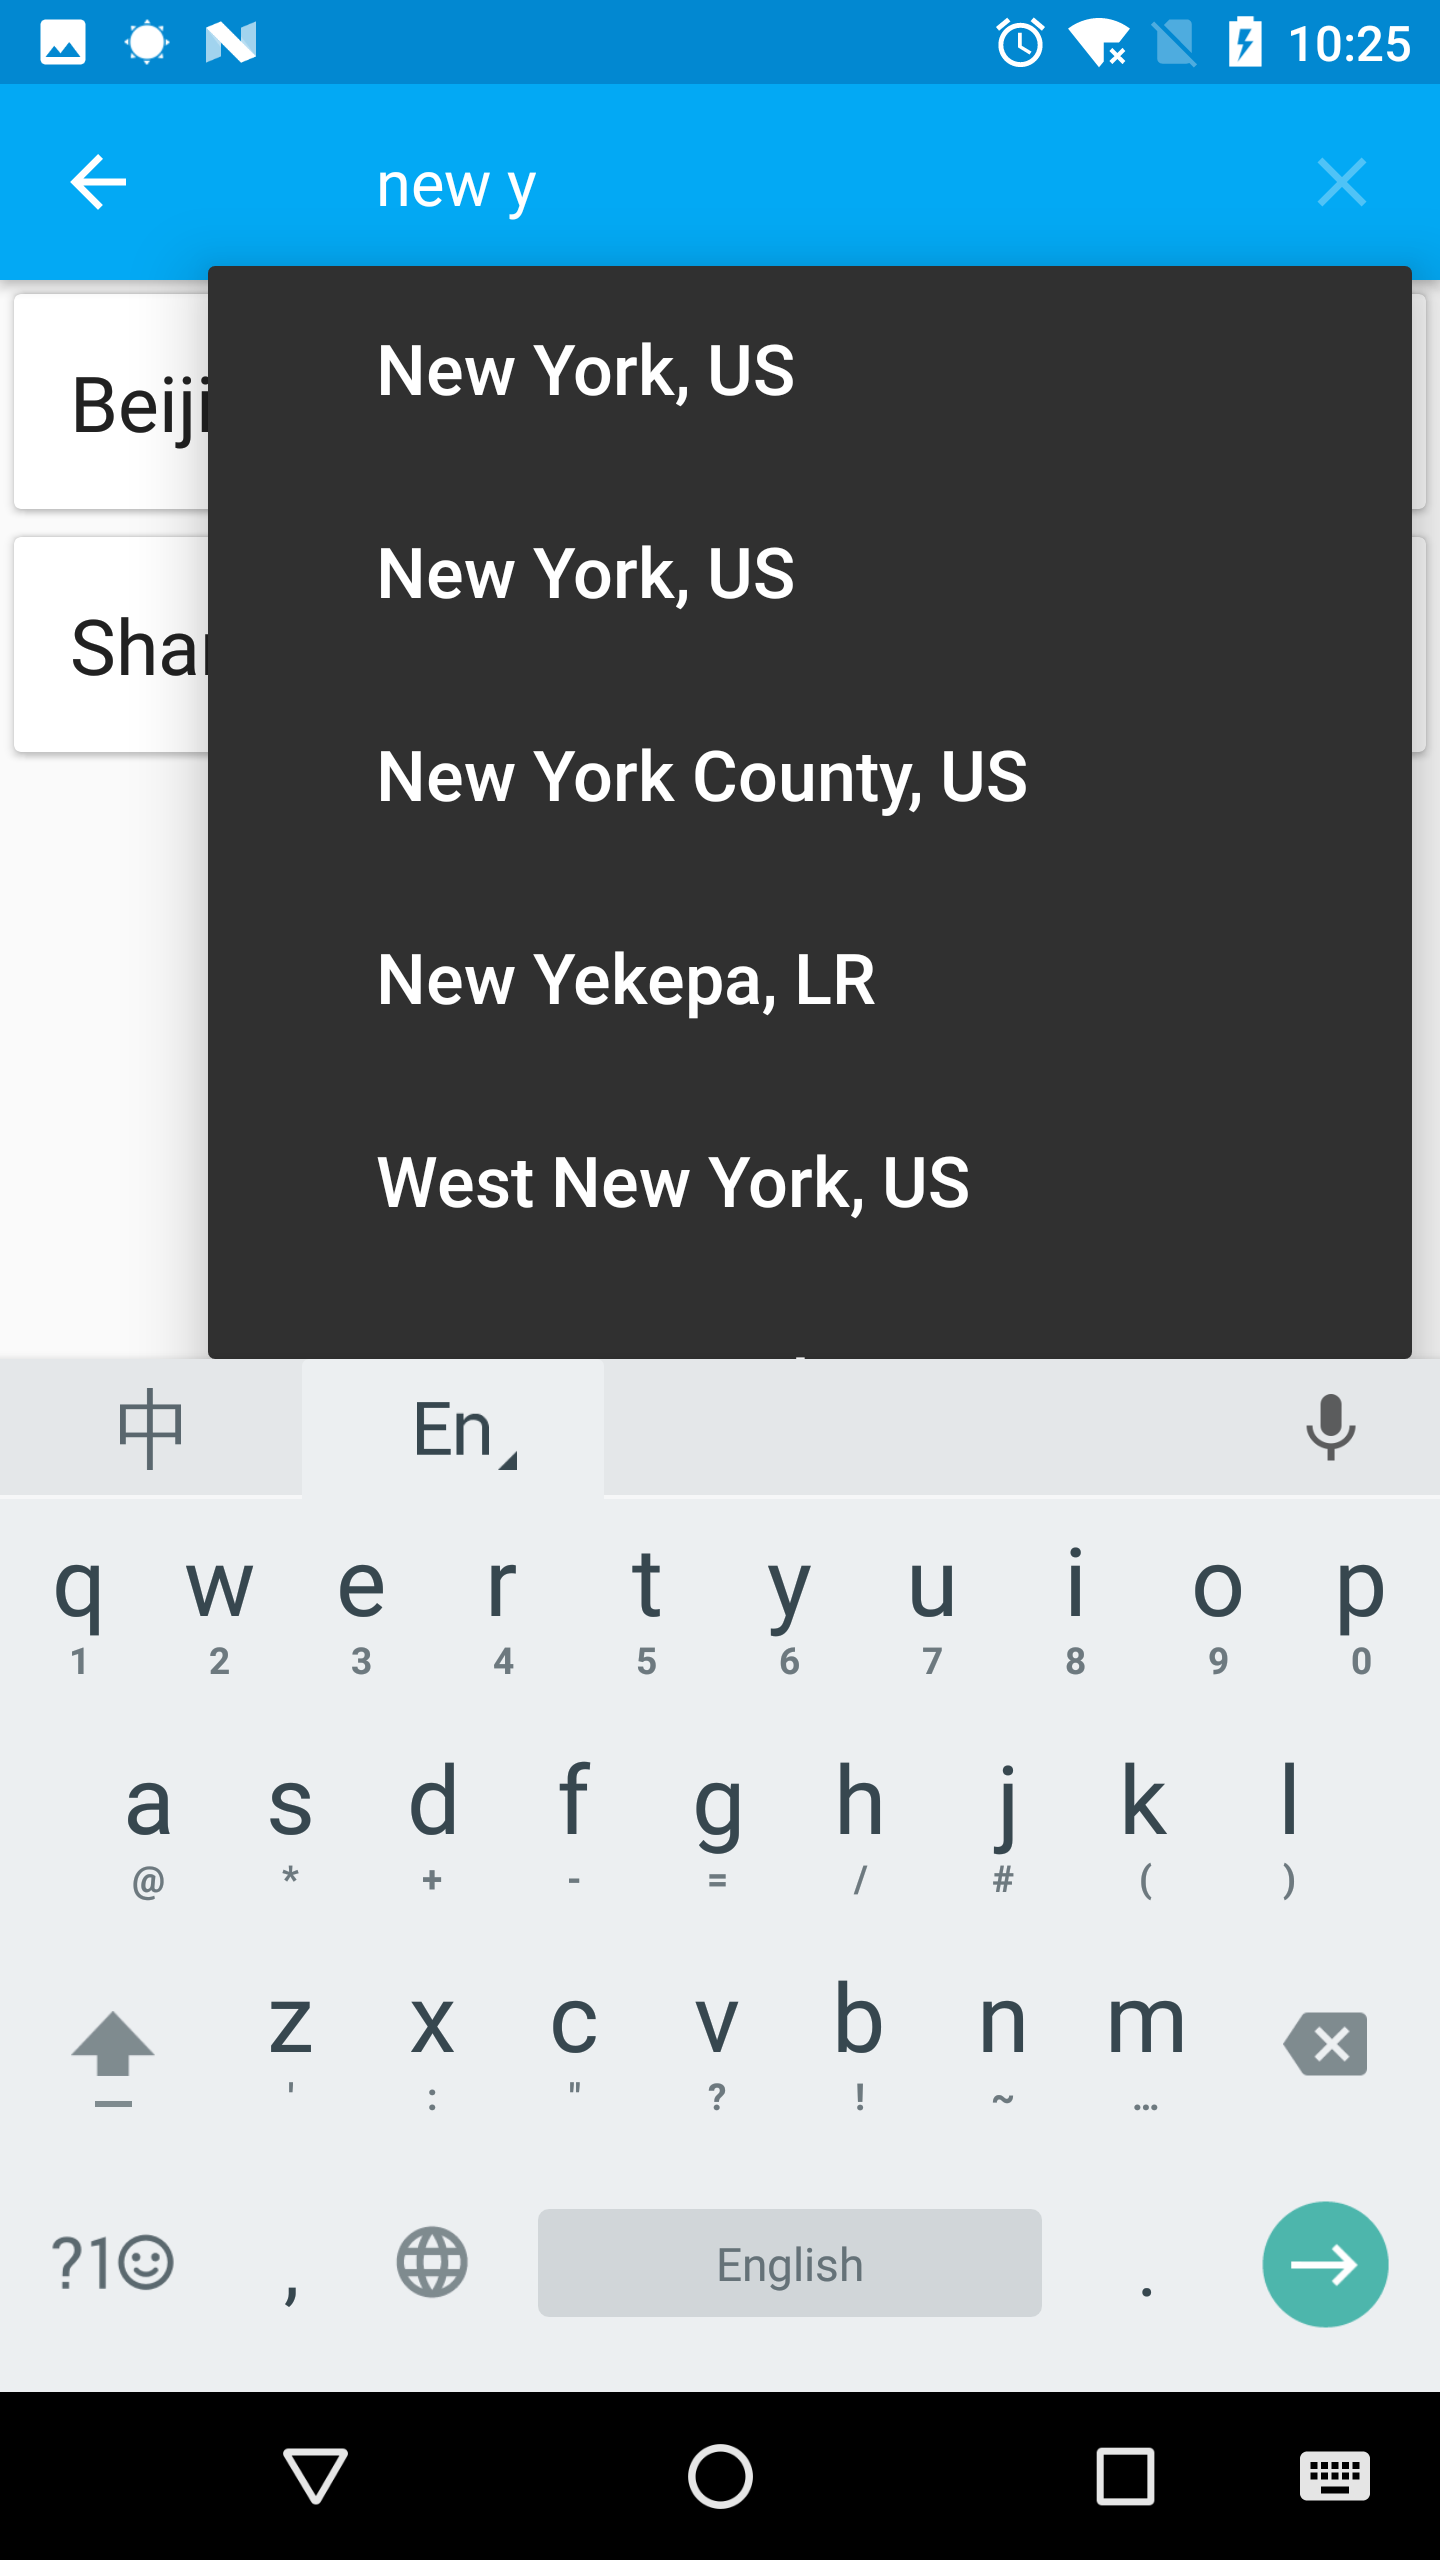 10:25
new y
New York, US
Beiji
New York, US
Shar
New York County, US
New Yekepa, LR
West New York, US
中 En
q w e r t y u i o p
1 2 3 4 5 6 7 8 9 0
a s d f g h j k l
@ * + - = / # ( )
z x c v b n m
' : " ? ! ~ …
?1 , English .